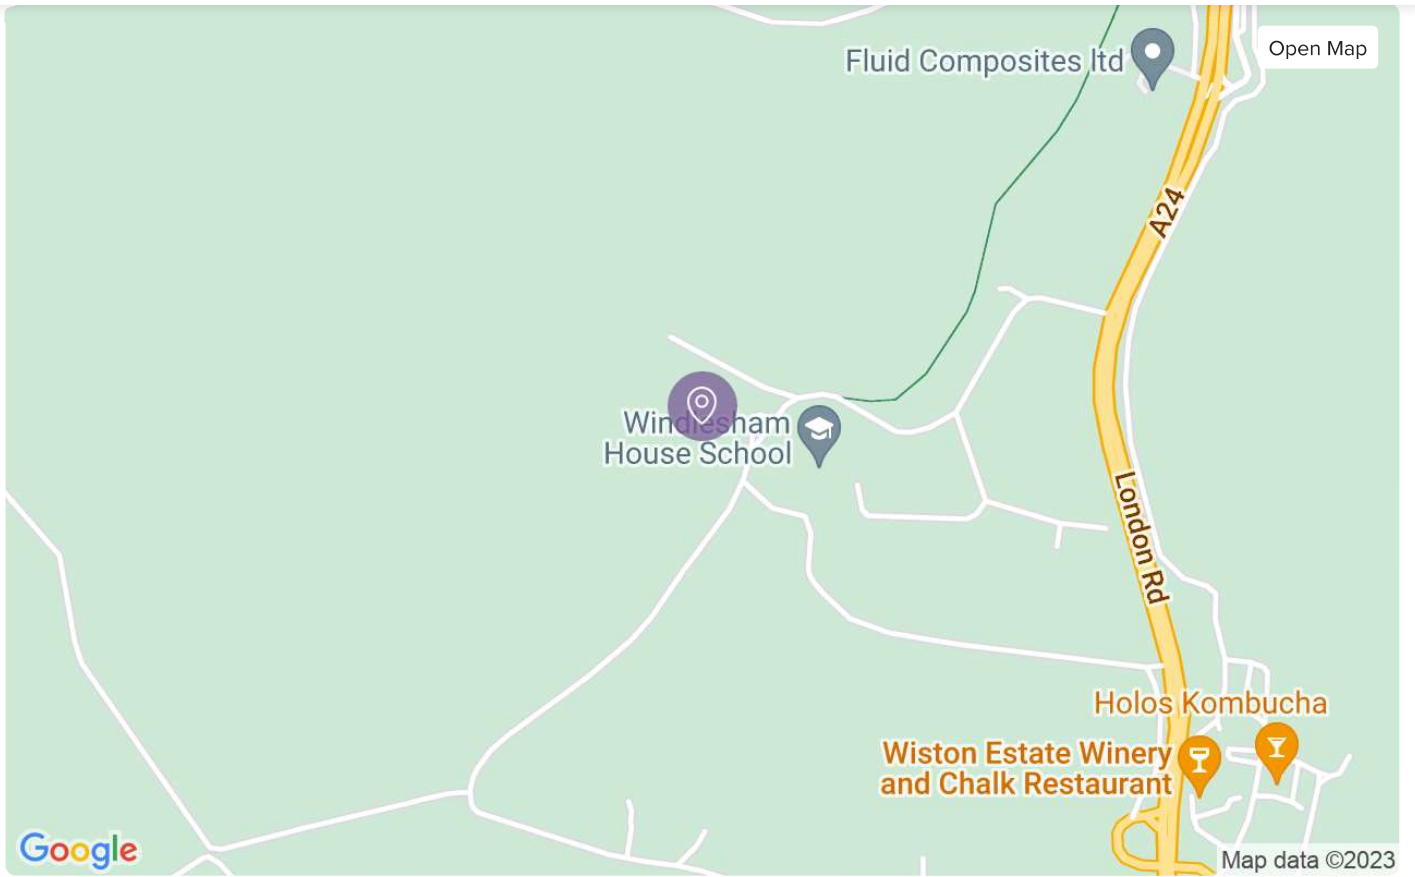 Fluid Composites ltd
Open Map
A24
Windlesham
House School
London Rd
Holos Kombucha
Wiston Estate Winery
and Chalk Restaurant
Google
Map data ©2023